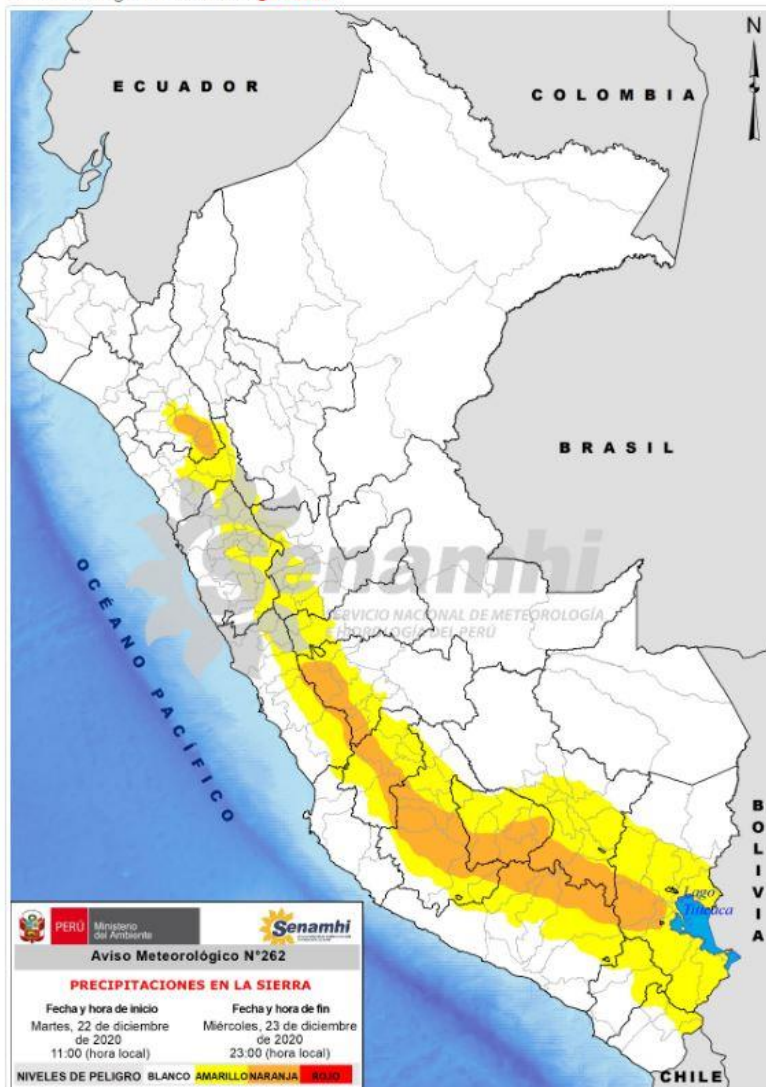 N
ECUADOR
COLOMBIA
BRASIL
OCÉANO PACÍFICO
Senamhi
SERVICIO NACIONAL DE METEOROLOGÍA
E HIDROLOGÍA DEL PERÚ
BOLIVIA
Lago
Titicaca
CHILE
PERÚ
Ministerio
del Ambiente
Senamhi
Aviso Meteorológico N°262
PRECIPITACIONES EN LA SIERRA
Fecha y hora de inicio
Martes, 22 de diciembre
de 2020
11:00 (hora local)
Fecha y hora de fin
Miércoles, 23 de diciembre
de 2020
23:00 (hora local)
NIVELES DE PELIGRO BLANCO AMARILLO NARANJA ROJO